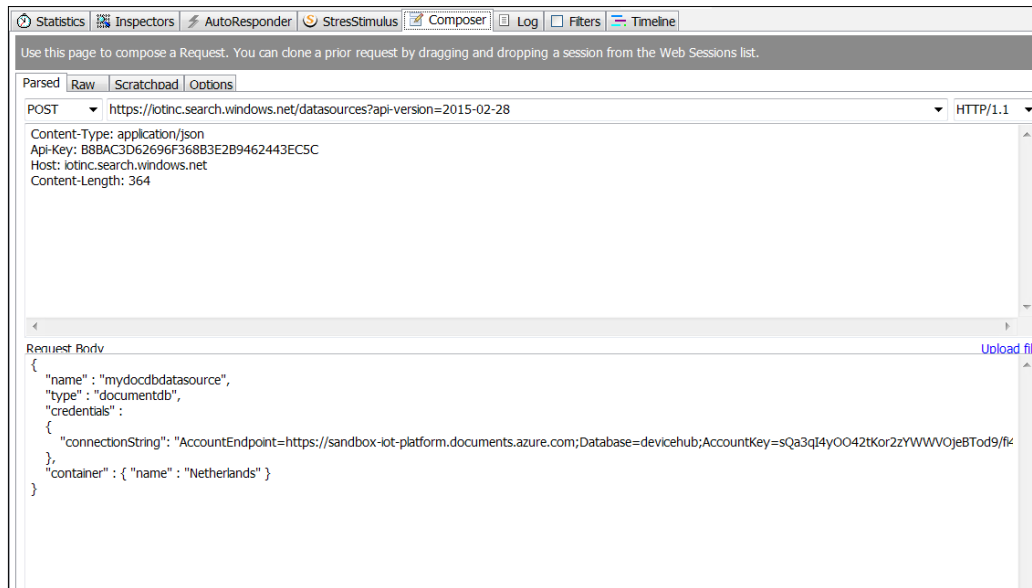 Statistics Inspectors AutoResponder StresStimulus Composer Log Filters Timeline
Use this page to compose a Request. You can clone a prior request by dragging and dropping a session from the Web Sessions list.
Parsed Raw Scratchpad Options
POST https://iotinc.search.windows.net/datasources?api-version=2015-02-28 HTTP/1.1
Content-Type: application/json
Api-Key: B8BAC3D62696F368B3E2B9462443EC5C
Host: iotinc.search.windows.net
Content-Length: 364
Request Body Upload fil
{
"name" : "mydocdbdatasource",
"type" : "documentdb",
"credentials" :
{
"connectionString": "AccountEndpoint=https://sandbox-iot-platform.documents.azure.com;Database=devicehub;AccountKey=sQa3qI4yOO42tKor2zYWWVOjeBTod9/fi4
},
"container" : { "name" : "Netherlands" }
}